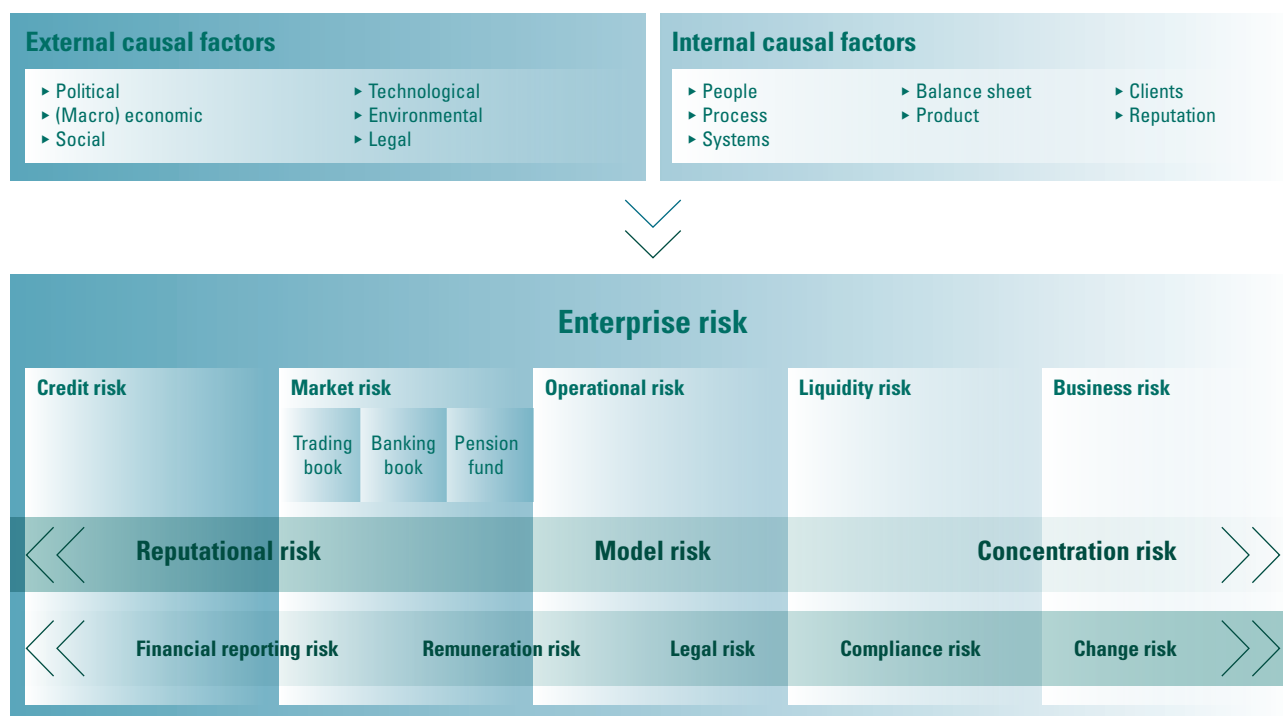 External causal factors
▸ Political
▸ (Macro) economic
▸ Social
▸ Technological
▸ Environmental
▸ Legal
Internal causal factors
▸ People
▸ Process
▸ Systems
▸ Balance sheet
▸ Product
▸ Clients
▸ Reputation
Enterprise risk
Credit risk
Market risk
Trading
book
Banking
book
Pension
fund
Operational risk
Liquidity risk
Business risk
Reputational risk
Model risk
Concentration risk
Financial reporting risk
Remuneration risk
Legal risk
Compliance risk
Change risk